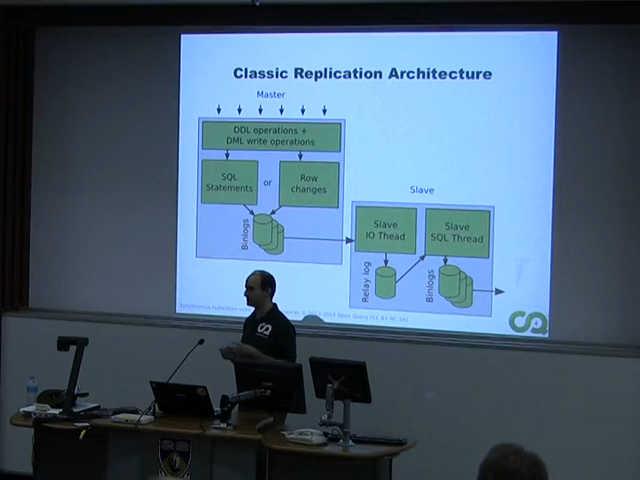 Classic Replication Architecture
Master
DDL operations +
DML write operations
SQL
Statements
or
Row
changes
Binlogs
Slave
Slave
IO Thead
Slave
SQL Thread
Relay log
Binlogs